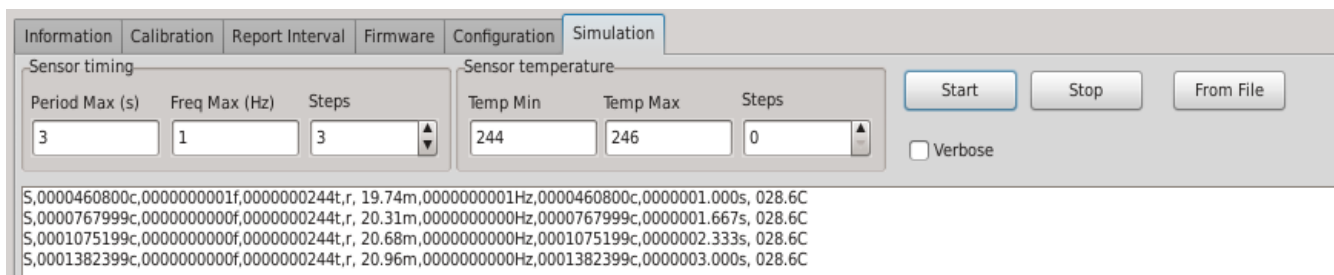 Information Calibration Report Interval Firmware Configuration Simulation
Sensor timing Sensor temperature
Period Max (s) Freq Max (Hz) Steps Temp Min Temp Max Steps Start Stop From File
3 1 3 244 246 0
Verbose
S,0000460800c,0000000001f,0000000244t,r, 19.74m,0000000001Hz,0000460800c,0000001.000s, 028.6C
S,0000767999c,0000000000f,0000000244t,r, 20.31m,0000000000Hz,0000767999c,0000001.667s, 028.6C
S,0001075199c,0000000000f,0000000244t,r, 20.68m,0000000000Hz,0001075199c,0000002.333s, 028.6C
S,0001382399c,0000000000f,0000000244t,r, 20.96m,0000000000Hz,0001382399c,0000003.000s, 028.6C